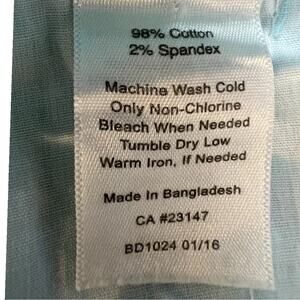 98% Cotton
2% Spandex
Machine Wash Cold
Only Non-Chlorine
Bleach When Needed
Tumble Dry Low
Warm Iron, If Needed
Made In Bangladesh
CA #23147
BD1024 01/16